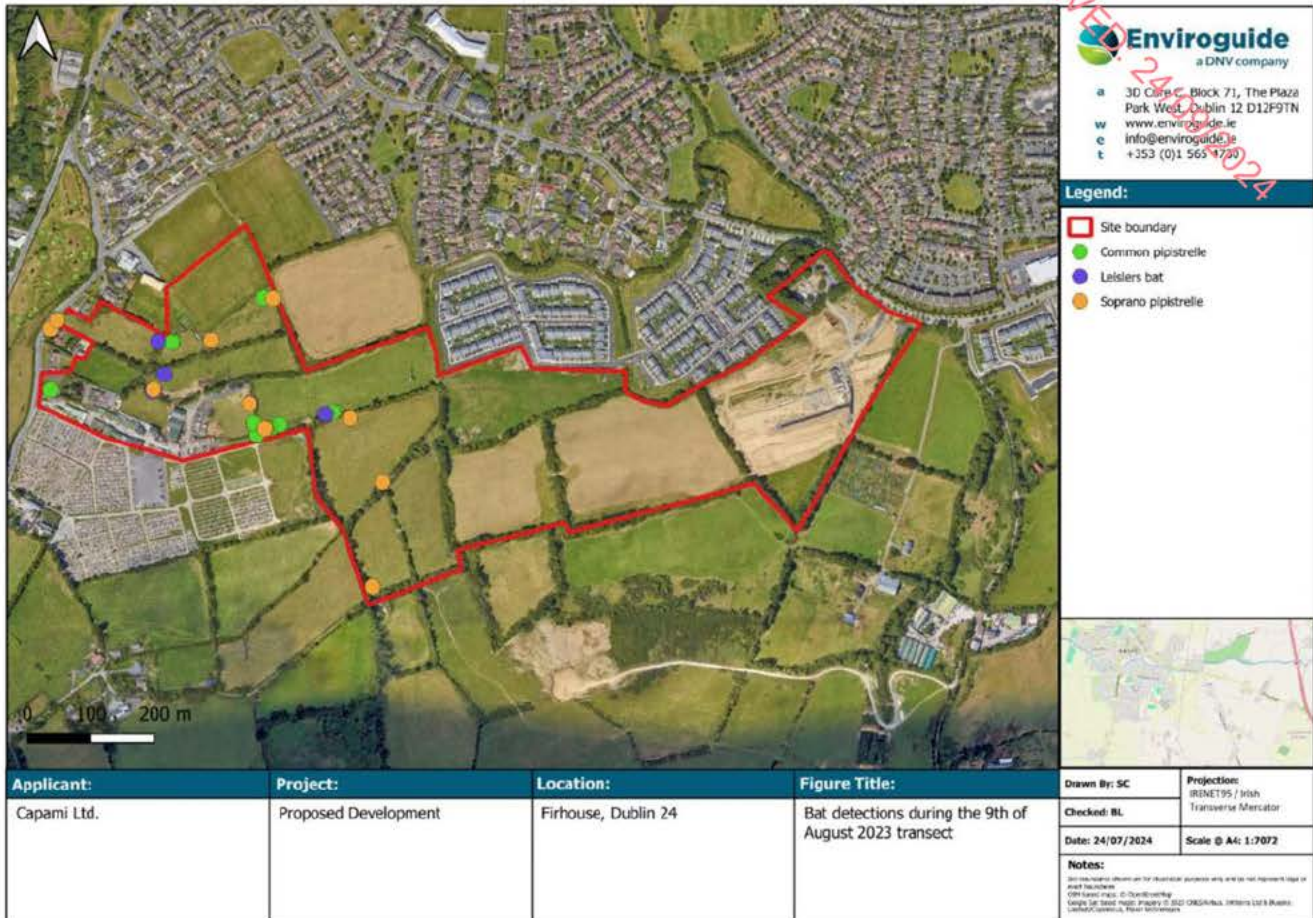 0 100 200 m
Enviroguide
a DNV company
a Block 71, The Plaza
Park West, Dublin 12 D12F9TN
w www.enviroguide.ie
e info@enviroguide.ie
t +353 (0)1 565
24/09/2024
Legend:
Site boundary
Common pipistrelle
Leislers bat
Soprano pipistrelle
Applicant:
Capami Ltd.
Project:
Proposed Development
Location:
Firhouse, Dublin 24
Figure Title:
Bat detections during the 9th of
August 2023 transect
Drawn By: SC
Checked: BL
Date: 24/07/2024
Projection:
IRENET95 / Irish
Transverse Mercator
Scale @ A4: 1:7072
Notes: